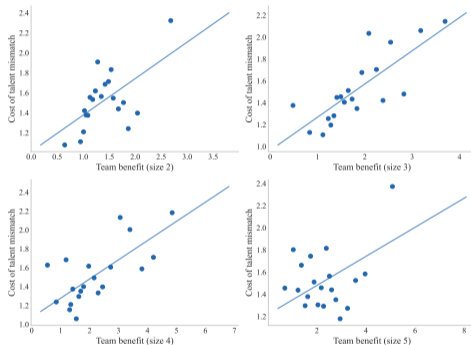 Cost of talent mismatch
2.4
2.2
2.0
1.8
1.6
1.4
1.2
0.0 0.5 1.0 1.5 2.0 2.5 3.0 3.5
Team benefit (size 2)
Cost of talent mismatch
2.2
2.0
1.8
1.6
1.4
1.2
1.0
0 1 2 3 4
Team benefit (size 3)
Cost of talent mismatch
2.4
2.2
2.0
1.8
1.6
1.4
1.2
1.0
0 1 2 3 4 5 6 7
Team benefit (size 4)
Cost of talent mismatch
2.4
2.2
2.0
1.8
1.6
1.4
1.2
2 4 6 8
Team benefit (size 5)